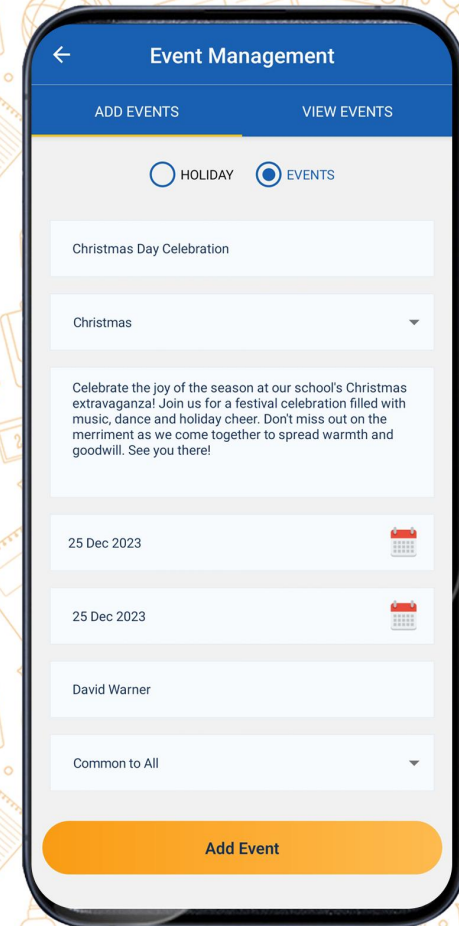 Event Management
ADD EVENTS VIEW EVENTS
HOLIDAY EVENTS
Christmas Day Celebration
Christmas
Celebrate the joy of the season at our school's Christmas
extravaganza! Join us for a festival celebration filled with
music, dance and holiday cheer. Don't miss out on the
merriment as we come together to spread warmth and
goodwill. See you there!
25 Dec 2023
25 Dec 2023
David Warner
Common to All
Add Event